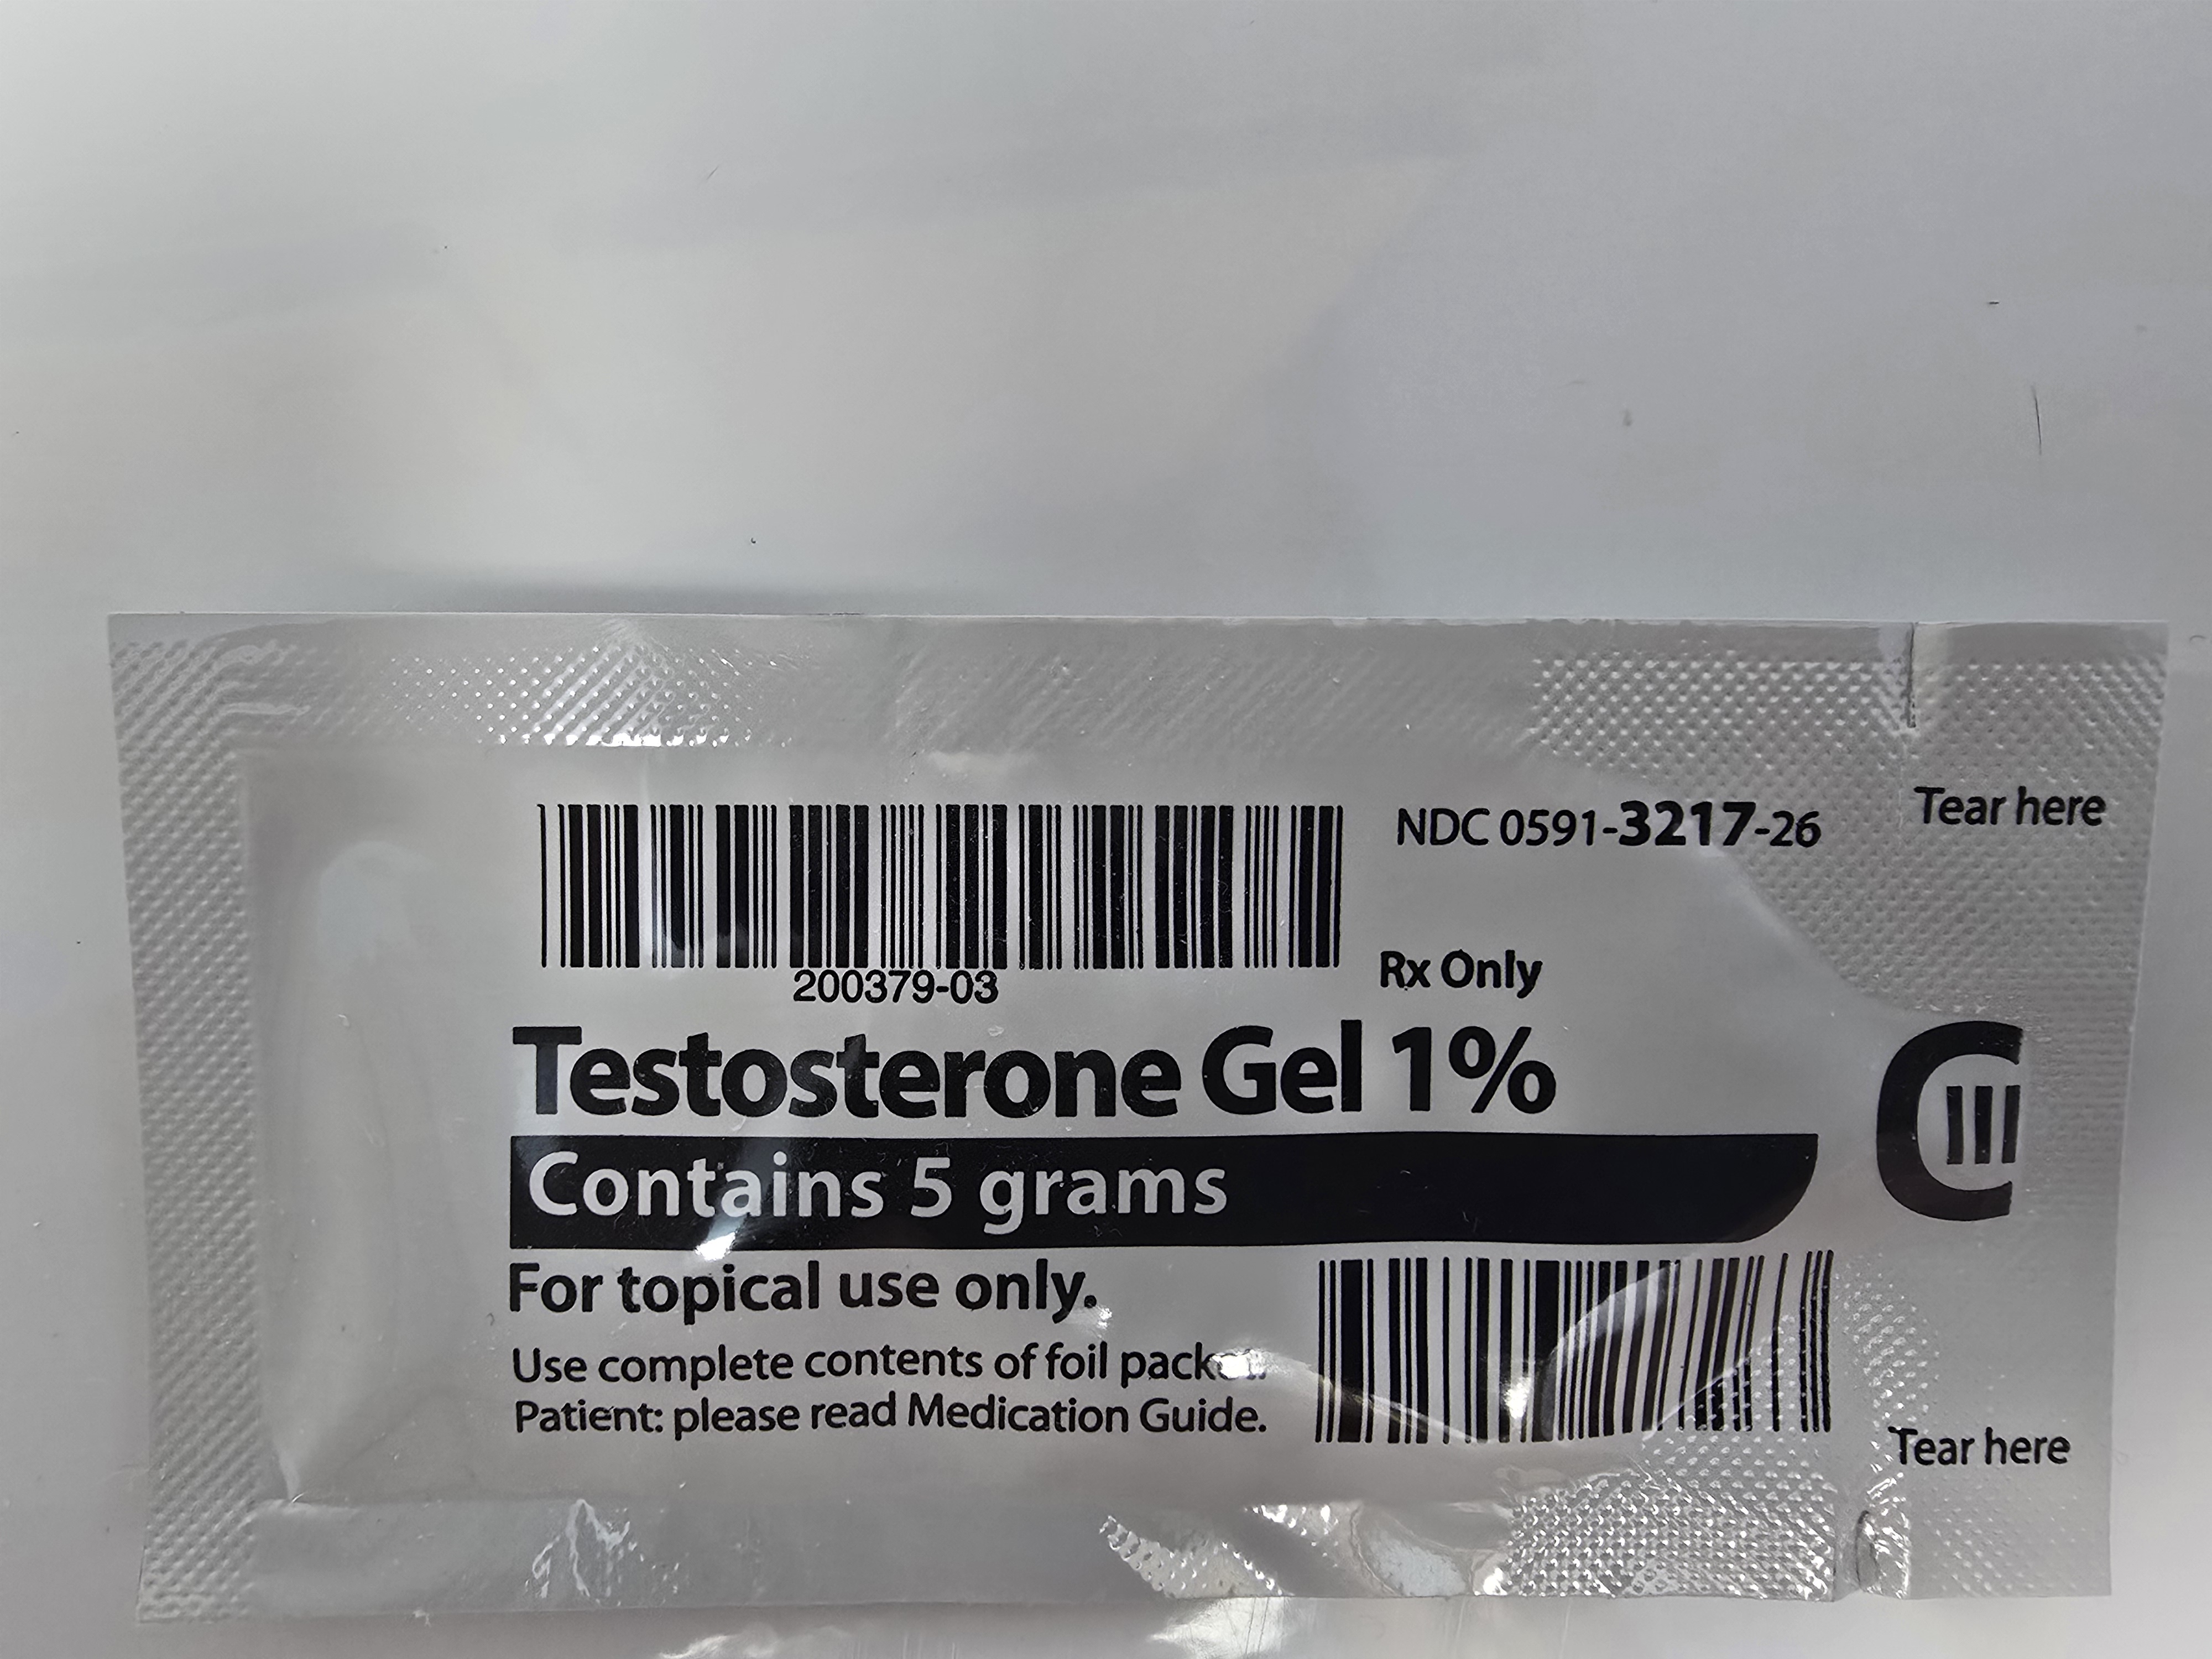 NDC 0591-3217-26
Tear here
200379-03
Rx Only
Testosterone Gel 1%
CIII
Contains 5 grams
For topical use only.
Use complete contents of foil packet.
Patient: please read Medication Guide.
Tear here